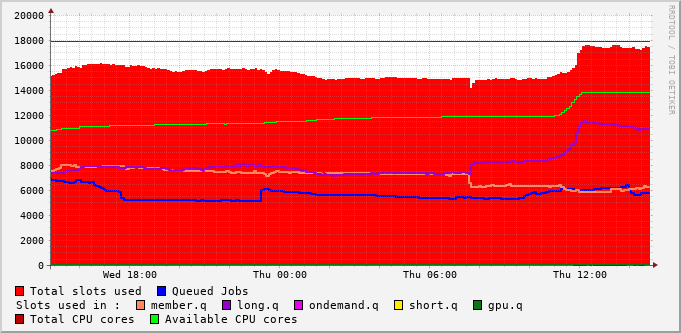 RRDTOOL / TOBI OETIKER
20000
18000
16000
14000
12000
10000
8000
6000
4000
2000
0
Wed 18:00 Thu 00:00 Thu 06:00 Thu 12:00
Total slots used Queued Jobs
Slots used in : member.q long.q ondemand.q short.q gpu.q
Total CPU cores Available CPU cores